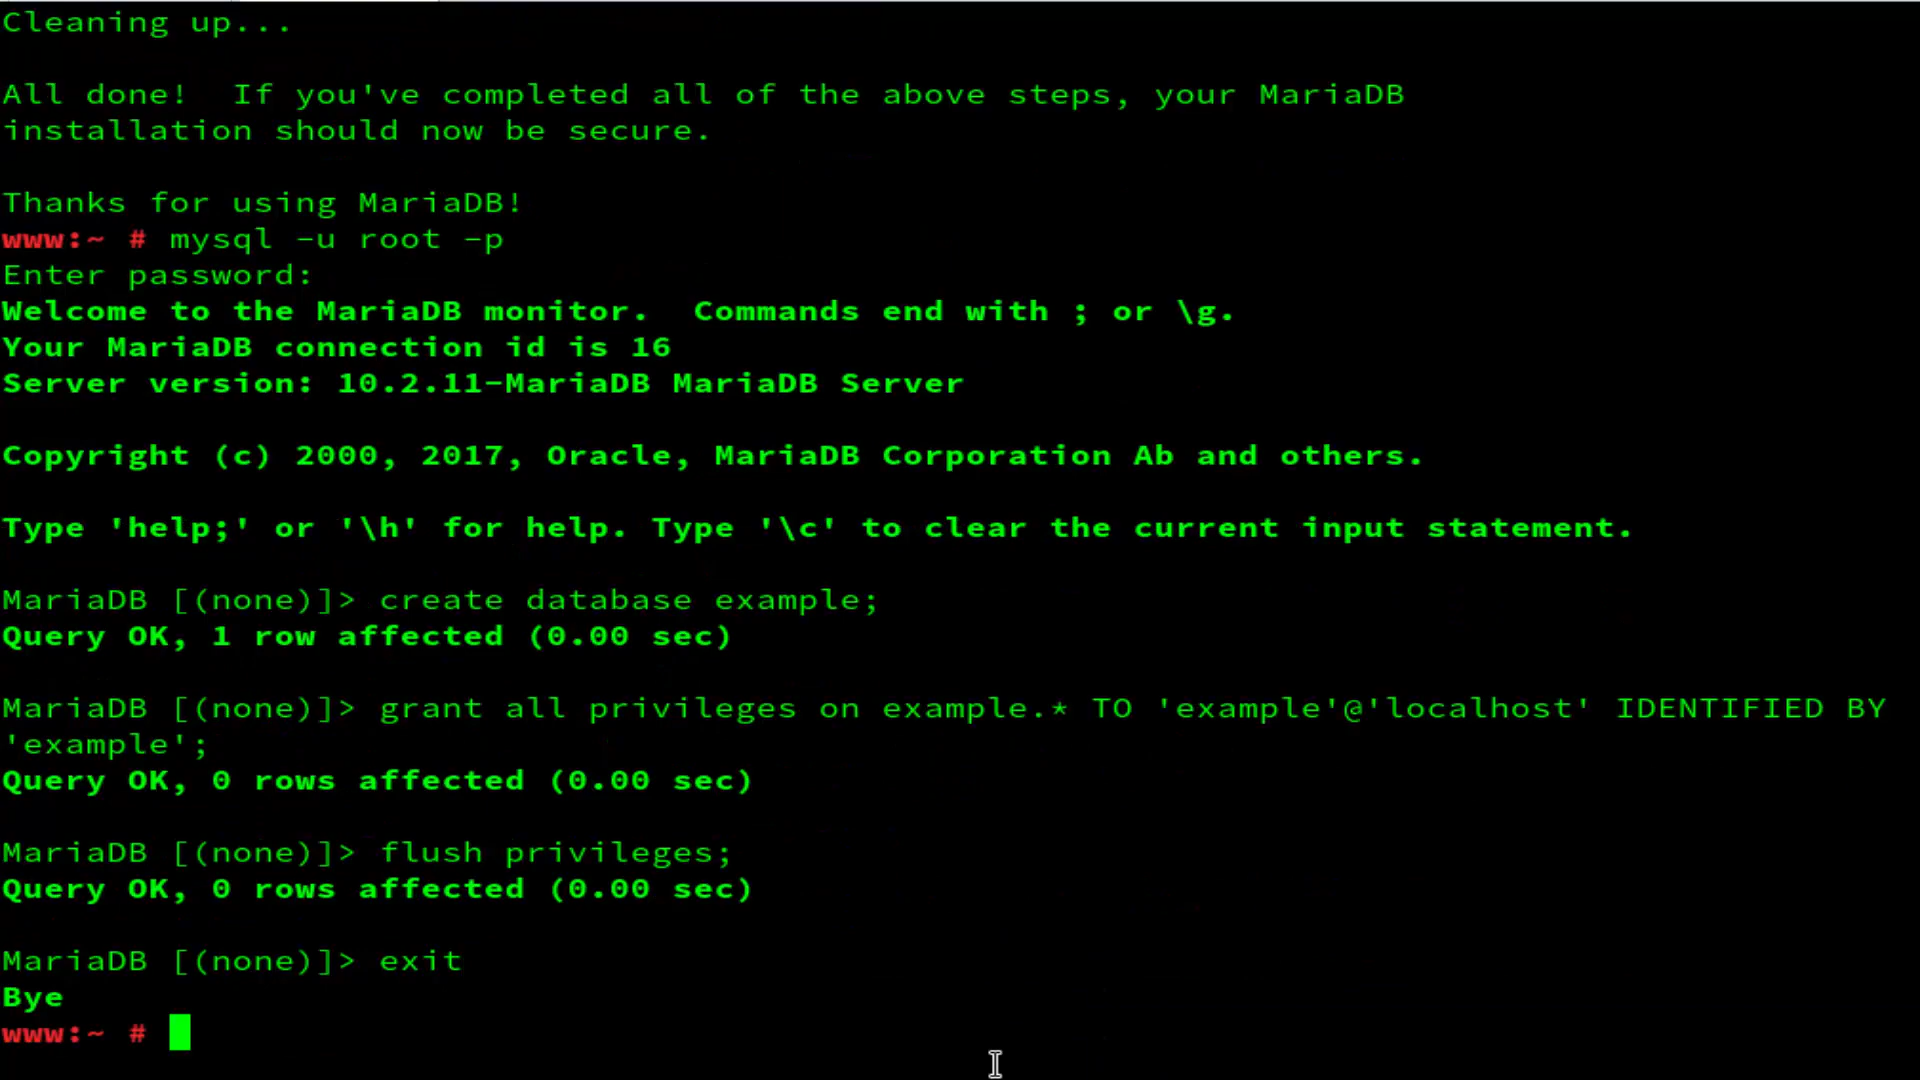 Cleaning up...
All done!  If you've completed all of the above steps, your MariaDB
installation should now be secure.
Thanks for using MariaDB!
www:~ # mysql -u root -p
Enter password:
Welcome to the MariaDB monitor.  Commands end with ; or \g.
Your MariaDB connection id is 16
Server version: 10.2.11-MariaDB MariaDB Server
Copyright (c) 2000, 2017, Oracle, MariaDB Corporation Ab and others.
Type 'help;' or '\h' for help. Type '\c' to clear the current input statement.
MariaDB [(none)]> create database example;
Query OK, 1 row affected (0.00 sec)
MariaDB [(none)]> grant all privileges on example.* TO 'example'@'localhost' IDENTIFIED BY
'example';
Query OK, 0 rows affected (0.00 sec)
MariaDB [(none)]> flush privileges;
Query OK, 0 rows affected (0.00 sec)
MariaDB [(none)]> exit
Bye
www:~ #